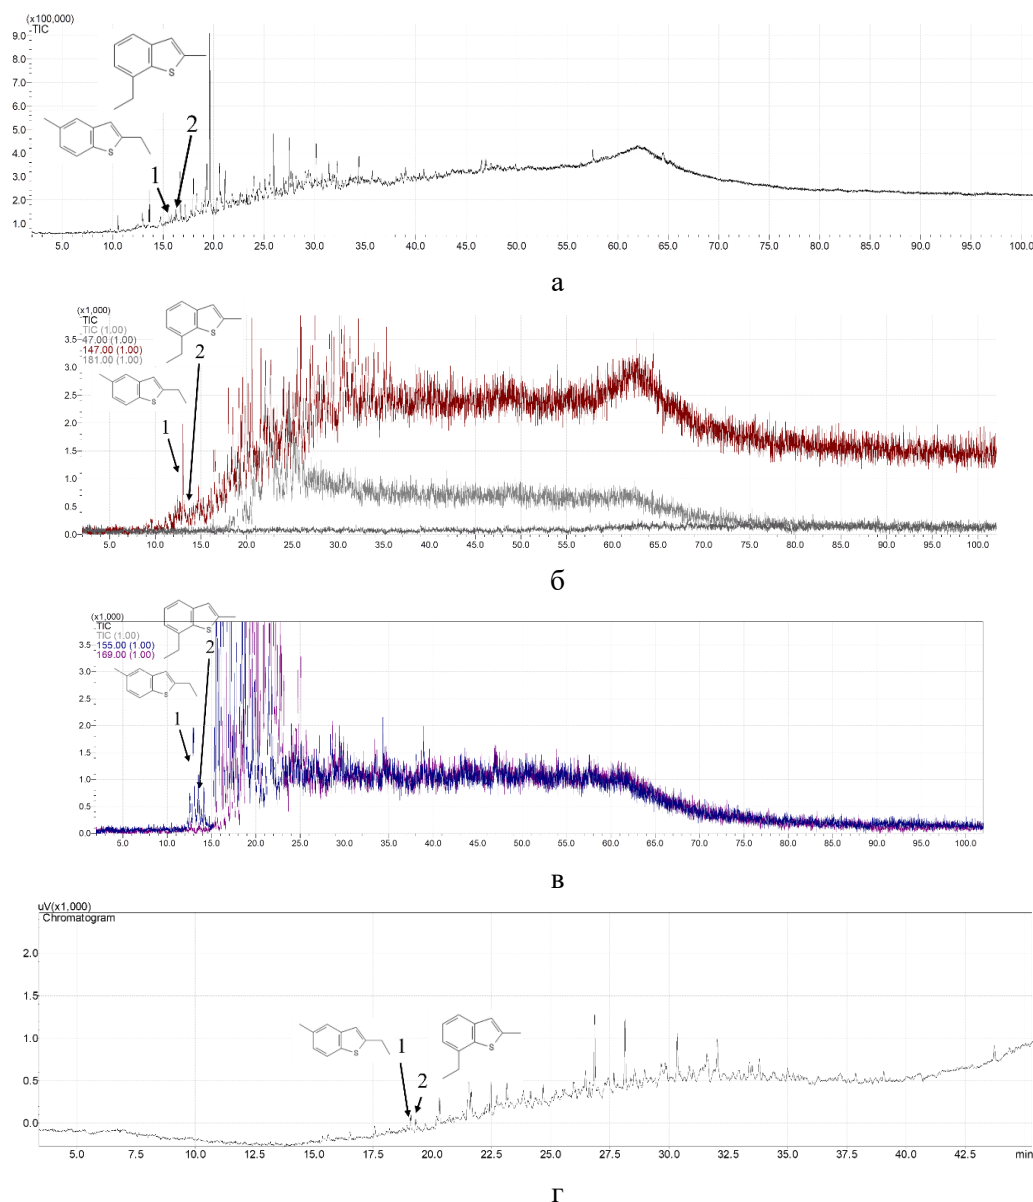 (x100,000)
TIC
9.0
8.0
7.0
6.0
5.0
4.0
3.0
2.0
1.0
S
S
1
2
5.0 10.0 15.0 20.0 25.0 30.0 35.0 40.0 45.0 50.0 55.0 60.0 65.0 70.0 75.0 80.0 85.0 90.0 95.0 100.0
а
(x1,000)
TIC
TIC (1.00)
47.00 (1.00)
147.00 (1.00)
181.00 (1.00)
3.5
3.0
2.5
2.0
1.5
1.0
0.5
0.0
S
S
1
2
5.0 10.0 15.0 20.0 25.0 30.0 35.0 40.0 45.0 50.0 55.0 60.0 65.0 70.0 75.0 80.0 85.0 90.0 95.0 100.0
б
(x1,000)
TIC
TIC (1.00)
155.00 (1.00)
169.00 (1.00)
3.5
3.0
2.5
2.0
1.5
1.0
0.5
0.0
S
S
1
2
5.0 10.0 15.0 20.0 25.0 30.0 35.0 40.0 45.0 50.0 55.0 60.0 65.0 70.0 75.0 80.0 85.0 90.0 95.0 100.0
в
uV(x1,000)
Chromatogram
2.0
1.5
1.0
0.5
0.0
S
S
1
2
5.0 7.5 10.0 12.5 15.0 17.5 20.0 22.5 25.0 27.5 30.0 32.5 35.0 37.5 40.0 42.5 min
г